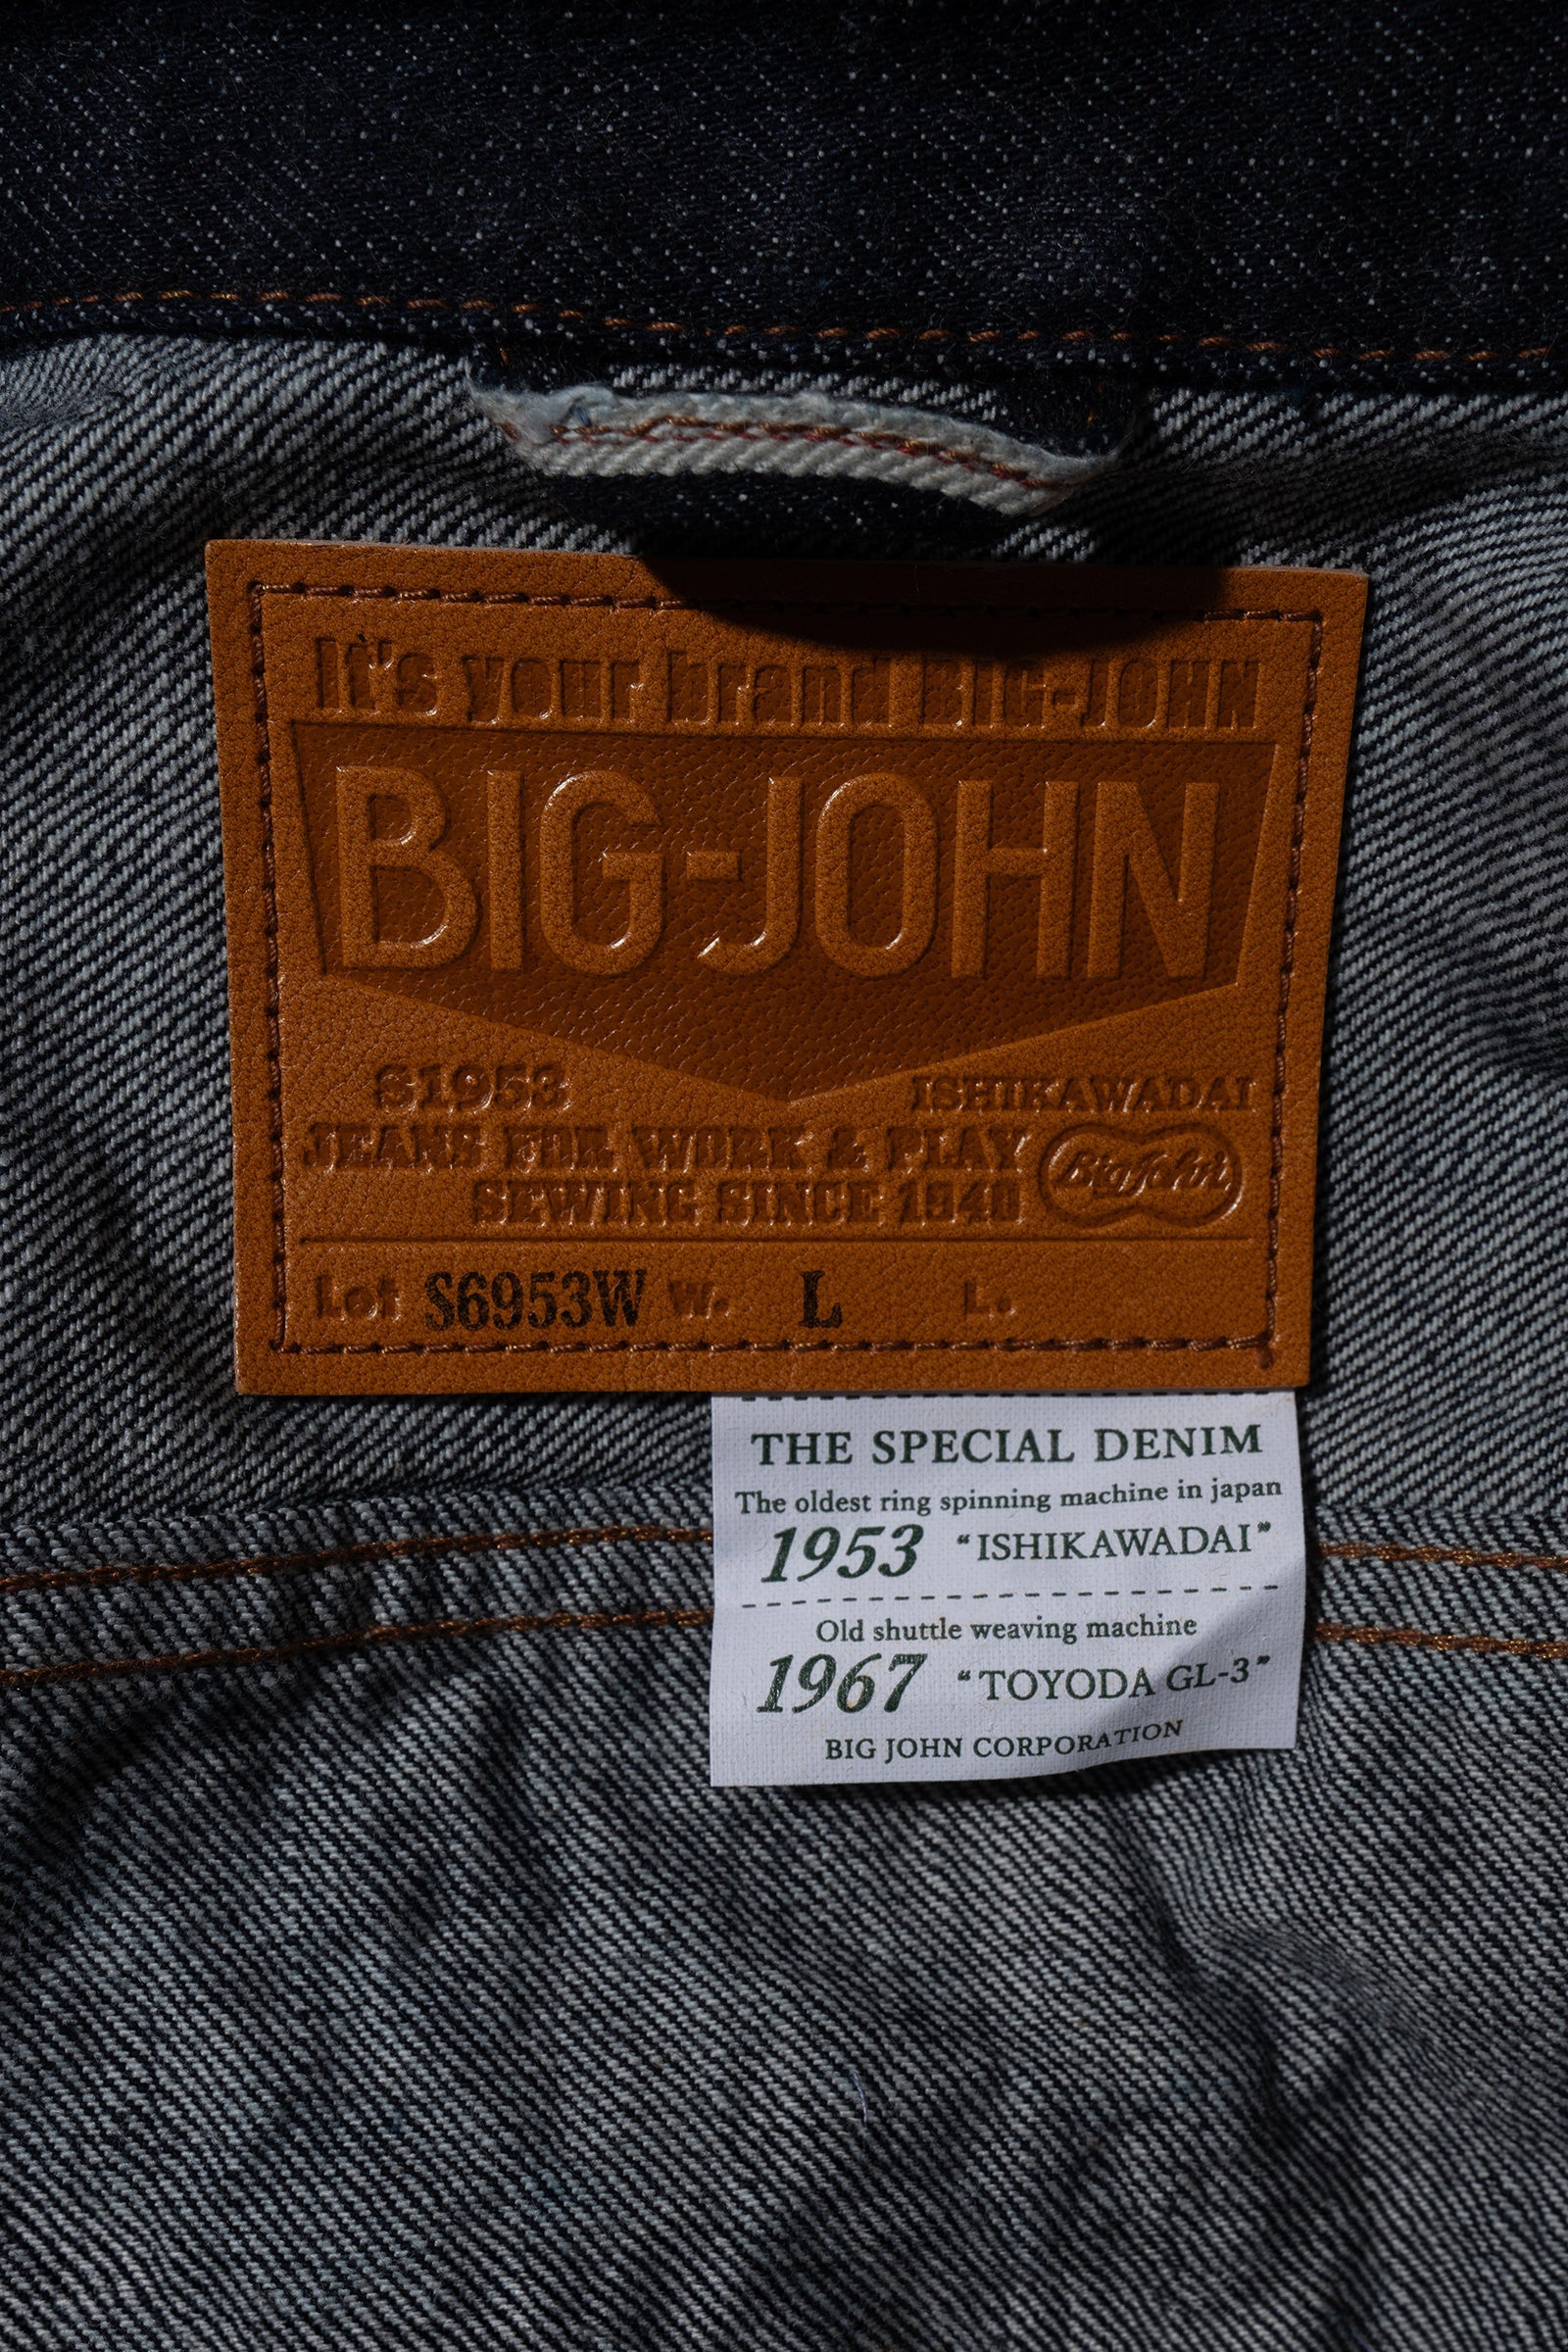 It's your brand BIG-JOHN
BIG-JOHN
S1953 ISHIKAWADAI
JEANS FOR WORK & PLAY
SEWING SINCE 1940
Big John
Lot S6953W W. L L.
THE SPECIAL DENIM
The oldest ring spinning machine in japan
1953 “ISHIKAWADAI”
Old shuttle weaving machine
1967 “TOYODA GL-3”
BIG JOHN CORPORATION